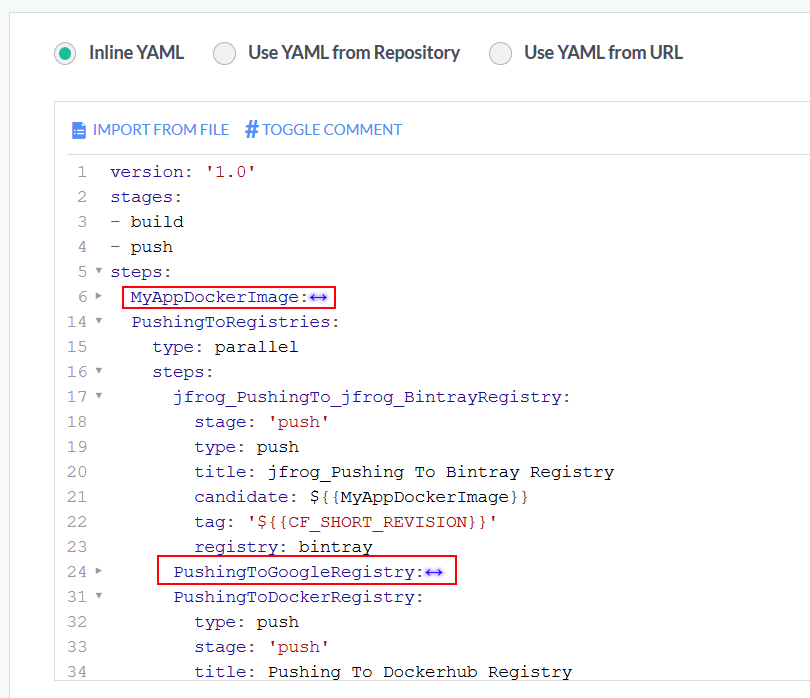 Inline YAML Use YAML from Repository Use YAML from URL
IMPORT FROM FILE # TOGGLE COMMENT
1 version: '1.0'
2 stages:
3 - build
4 - push
5 steps:
6 MyAppDockerImage:↔
14 PushingToRegistries:
15 type: parallel
16 steps:
17 jfrog_PushingTo_jfrog_BintrayRegistry:
18 stage: 'push'
19 type: push
20 title: jfrog_Pushing To Bintray Registry
21 candidate: ${{MyAppDockerImage}}
22 tag: '${{CF_SHORT_REVISION}}'
23 registry: bintray
24 PushingToGoogleRegistry:↔
31 PushingToDockerRegistry:
32 type: push
33 stage: 'push'
34 title: Pushing To Dockerhub Registry